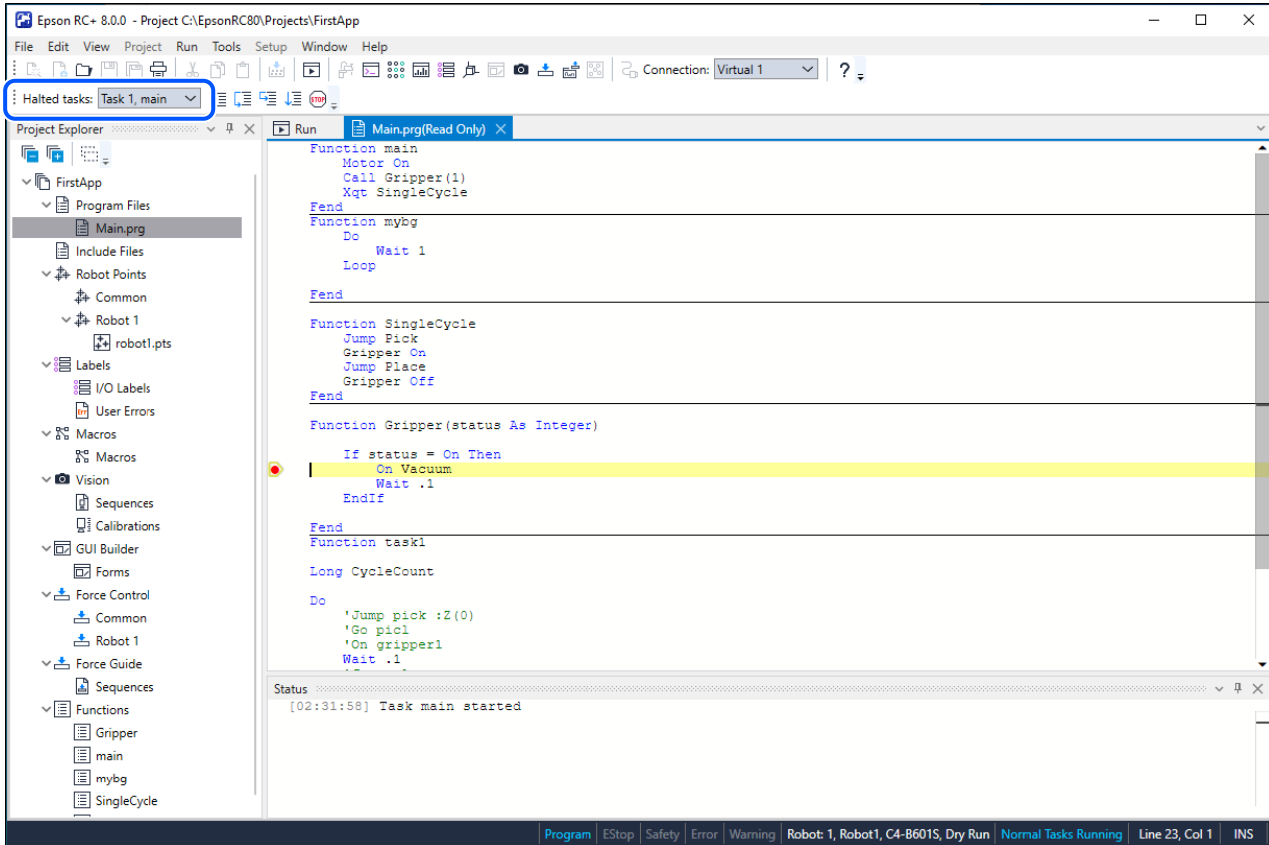 Epson RC+ 8.0.0 - Project C:\EpsonRC80\Projects\FirstApp
File Edit View Project Run Tools Setup Window Help
Connection: Virtual 1
?
Halted tasks: Task 1, main
STOP
Project Explorer
Run
Main.prg(Read Only)
FirstApp
Program Files
Main.prg
Include Files
Robot Points
Common
Robot 1
robot1.pts
Labels
I/O Labels
User Errors
Macros
Macros
Vision
Sequences
Calibrations
GUI Builder
Forms
Force Control
Common
Robot 1
Force Guide
Sequences
Functions
Gripper
main
mybg
SingleCycle
Function main
Motor On
Call Gripper(1)
Xqt SingleCycle
Fend
Function mybg
Do
Wait 1
Loop
Fend
Function SingleCycle
Jump Pick
Gripper On
Jump Place
Gripper Off
Fend
Function Gripper(status As Integer)
If status = On Then
On Vacuum
Wait .1
EndIf
Fend
Function task1
Long CycleCount
Do
'Jump pick :Z(0)
'Go pic1
'On gripper1
Wait .1
Status
[02:31:58] Task main started
Program EStop Safety Error Warning Robot: 1, Robot1, C4-B601S, Dry Run Normal Tasks Running Line 23, Col 1 INS